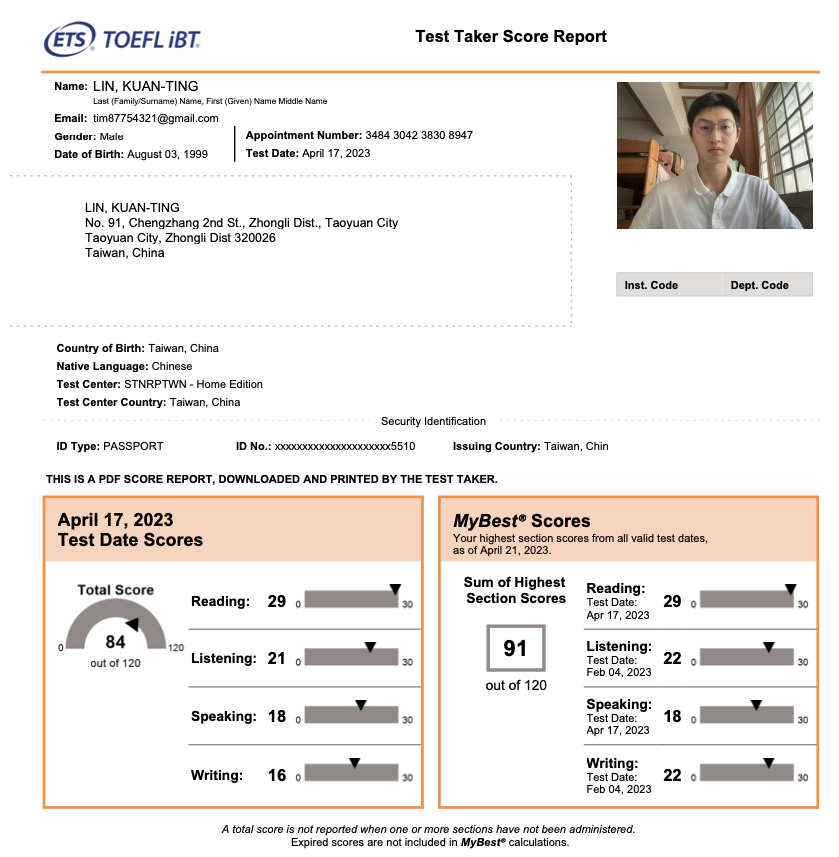 ETS TOEFL iBT
Test Taker Score Report
Name: LIN, KUAN-TING
Last (Family/Surname) Name, First (Given) Name Middle Name
Email: tim87754321@gmail.com
Gender: Male
Date of Birth: August 03, 1999
Appointment Number: 3484 3042 3830 8947
Test Date: April 17, 2023
LIN, KUAN-TING
No. 91, Chengzhang 2nd St., Zhongli Dist., Taoyuan City
Taoyuan City, Zhongli Dist 320026
Taiwan, China
Inst. Code Dept. Code
Country of Birth: Taiwan, China
Native Language: Chinese
Test Center: STNRPTWN - Home Edition
Test Center Country: Taiwan, China
Security Identification
ID Type: PASSPORT ID No.: xxxxxxxxxxxxxxxxxxxxx5510 Issuing Country: Taiwan, Chin
THIS IS A PDF SCORE REPORT, DOWNLOADED AND PRINTED BY THE TEST TAKER.
April 17, 2023
Test Date Scores
Total Score
0 84 120
out of 120
Reading: 29 0 30
Listening: 21 0 30
Speaking: 18 0 30
Writing: 16 0 30
MyBest® Scores
Your highest section scores from all valid test dates,
as of April 21, 2023.
Sum of Highest
Section Scores
91
out of 120
Reading:
Test Date:
Apr 17, 2023
29 0 30
Listening:
Test Date:
Feb 04, 2023
22 0 30
Speaking:
Test Date:
Apr 17, 2023
18 0 30
Writing:
Test Date:
Feb 04, 2023
22 0 30
A total score is not reported when one or more sections have not been administered.
Expired scores are not included in MyBest® calculations.